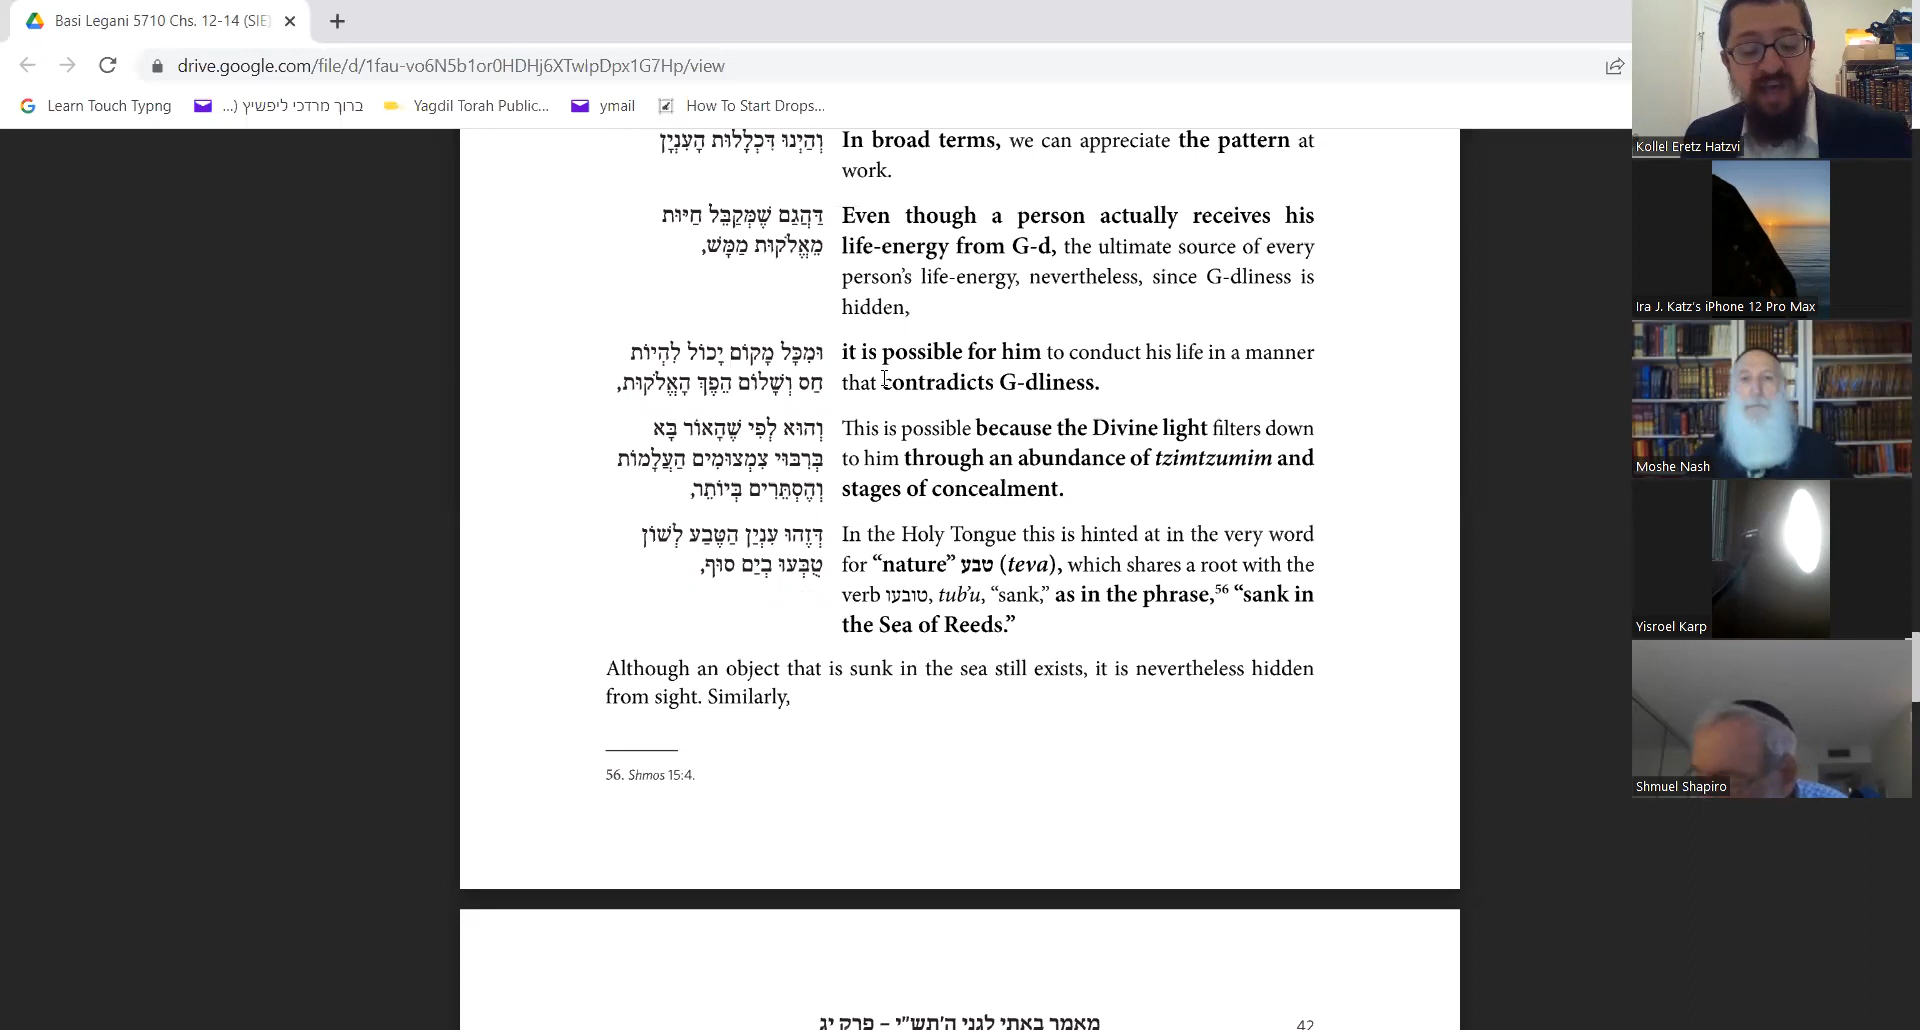 Basi Legani 5710 Chs. 12-14 (SIE)
drive.google.com/file/d/1fau-vo6N5b1or0HDHj6XTwIpDpx1G7Hp/view
Learn Touch Typng
ברוך מרדכי ליפשיץ (...
Yagdil Torah Public...
ymail
How To Start Drops...
וְהַיְנוּ דִּכְלָלוּת הָעִנְיָן
In broad terms, we can appreciate the pattern at
work.
דַּהֲגַם שֶׁמְּקַבֵּל חַיּוּת
מֵאֱלֹקוּת מַמָּשׁ,
Even though a person actually receives his
life-energy from G-d, the ultimate source of every
person’s life-energy, nevertheless, since G-dliness is
hidden,
וּמִכָּל מָקוֹם יָכוֹל לִהְיוֹת
חַס וְשָׁלוֹם הֵפֶךְ הָאֱלֹקוּת,
it is possible for him to conduct his life in a manner
that contradicts G-dliness.
וְהוּא לְפִי שֶׁהָאוֹר בָּא
בְּרִבּוּי צִמְצוּמִים הַעֲלָמוֹת
וְהֶסְתֵּרִים בְּיוֹתֵר,
This is possible because the Divine light filters down
to him through an abundance of tzimtzumim and
stages of concealment.
דְּזֶהוּ עִנְיַן הַטֶּבַע לְשׁוֹן
טֻבְּעוּ בְיַם סוּף,
In the Holy Tongue this is hinted at in the very word
for “nature” טבע (teva), which shares a root with the
verb טובעו, tub’u, “sank,” as in the phrase,56 “sank in
the Sea of Reeds.”
Although an object that is sunk in the sea still exists, it is nevertheless hidden
from sight. Similarly,
56. Shmos 15:4.
מאמר באתי לגני ה'תש"י – פרק יג
42
Kollel Eretz Hatzvi
Ira J. Katz's iPhone 12 Pro Max
Moshe Nash
Yisroel Karp
Shmuel Shapiro